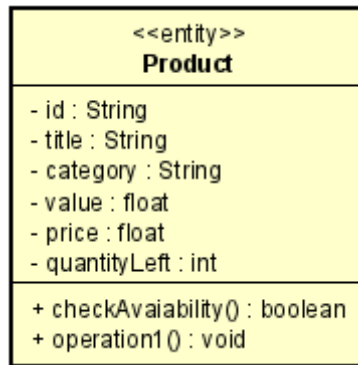 <<entity>>
Product
- id : String
- title : String
- category : String
- value : float
- price : float
- quantityLeft : int
+ checkAvaiability() : boolean
+ operation1() : void